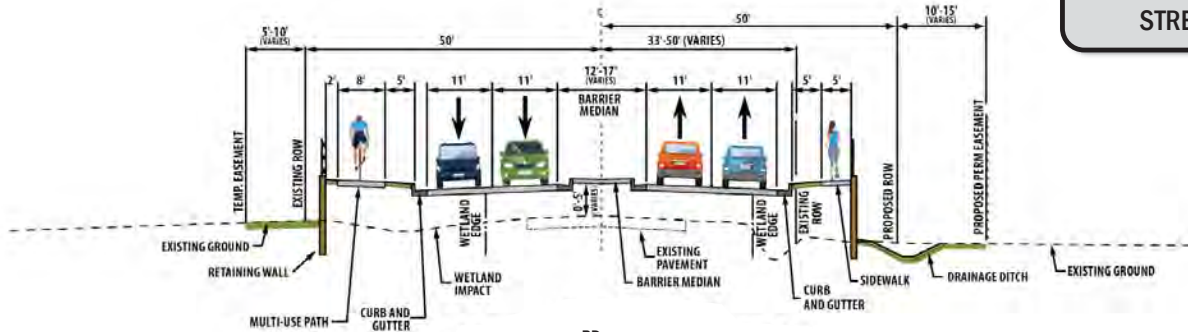 STRE
℄
10'-15'
(VARIES)
50'
5'-10'
(VARIES)
50'
33'-50' (VARIES)
12'-17'
(VARIES)
2'
8'
5'
11'
11'
BARRIER
MEDIAN
11'
11'
5'
5'
TEMP. EASEMENT
EXISTING ROW
WETLAND
EDGE
0'-5'
VARIES
WETLAND
EDGE
EXISTING
ROW
PROPOSED ROW
PROPOSED PERM EASEMENT
EXISTING GROUND
RETAINING WALL
MULTI-USE PATH
CURB AND
GUTTER
WETLAND
IMPACT
EXISTING
PAVEMENT
BARRIER MEDIAN
CURB
AND GUTTER
SIDEWALK
DRAINAGE DITCH
EXISTING GROUND